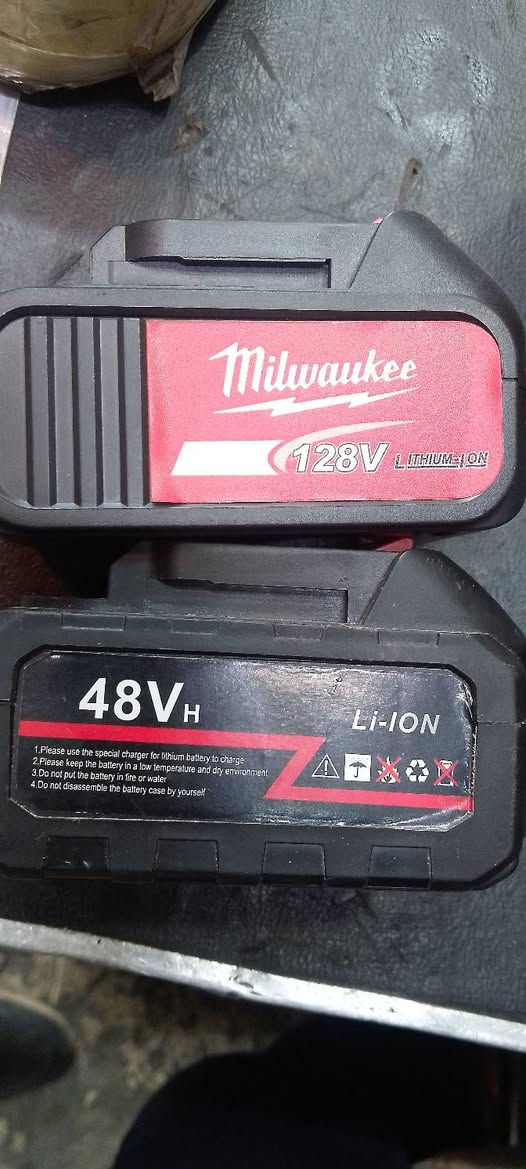 Milwaukee
128V LITHIUM-ION
48VH
Li-ION
1.Please use the special charger for lithium battery to charge
2.Please keep the battery in a low temperature and dry environment
3.Do not put the battery in fire or water
4.Do not disassemble the battery case by yourself